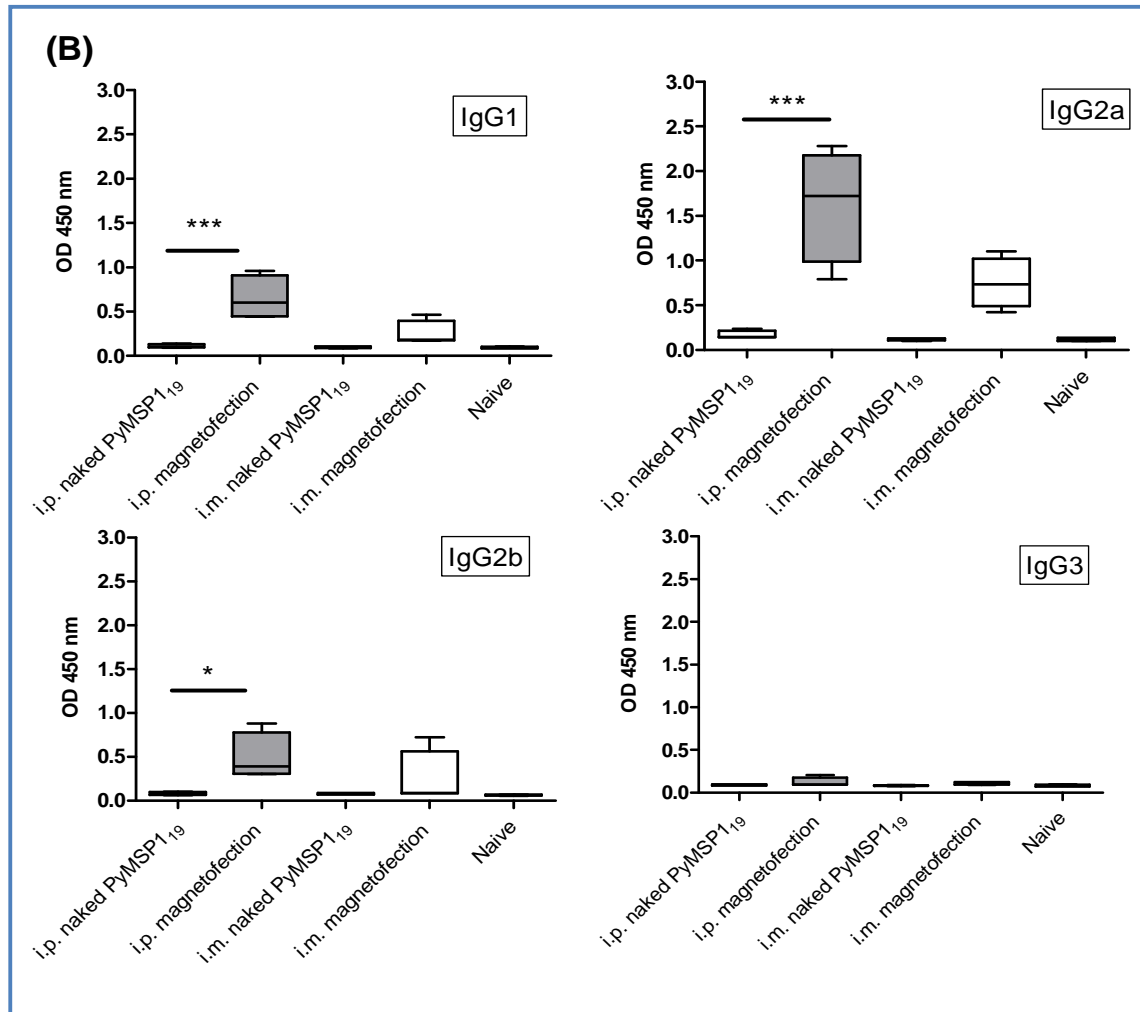 (B)
IgG1
OD 450 nm
3.0
2.5
2.0
1.5
1.0
0.5
0.0
***
i.p. naked PyMSP1₁₉
i.p. magnetofection
i.m. naked PyMSP1₁₉
i.m. magnetofection
Naive
IgG2a
OD 450 nm
3.0
2.5
2.0
1.5
1.0
0.5
0.0
***
i.p. naked PyMSP1₁₉
i.p. magnetofection
i.m. naked PyMSP1₁₉
i.m. magnetofection
Naive
IgG2b
OD 450 nm
3.0
2.5
2.0
1.5
1.0
0.5
0.0
*
i.p. naked PyMSP1₁₉
i.p. magnetofection
i.m. naked PyMSP1₁₉
i.m. magnetofection
Naive
IgG3
OD 450 nm
3.0
2.5
2.0
1.5
1.0
0.5
0.0
i.p. naked PyMSP1₁₉
i.p. magnetofection
i.m. naked PyMSP1₁₉
i.m. magnetofection
Naive